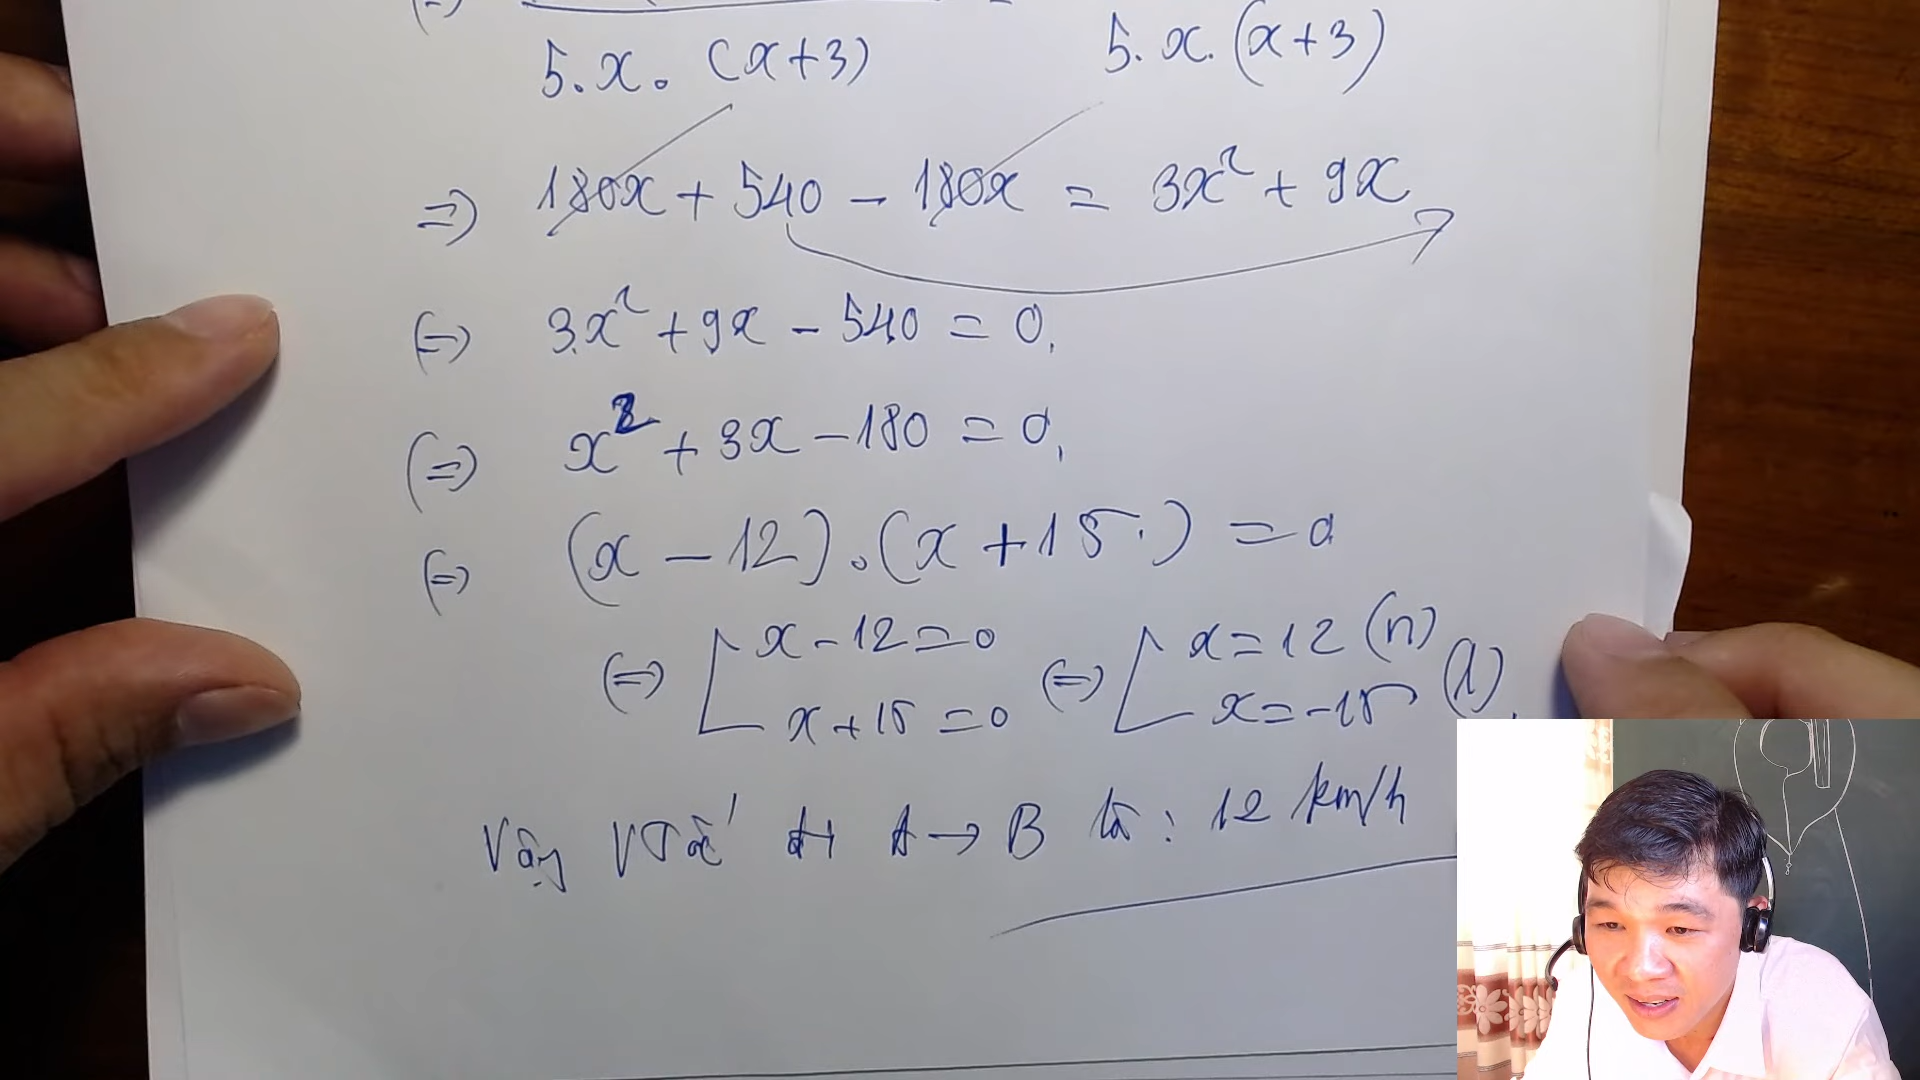 5.x.(x+3) 5.x.(x+3)
=> 180x + 540 - 180x = 3x² + 9x
(=) 3x² + 9x - 540 = 0.
(=) x² + 3x - 180 = 0.
(=) (x - 12).(x + 15.) = 0
(=) [ x - 12 = 0 (=) [ x = 12 (n)
x + 15 = 0 x = -15 (l).
Vậy VTốc đi A → B là : 12 km/h